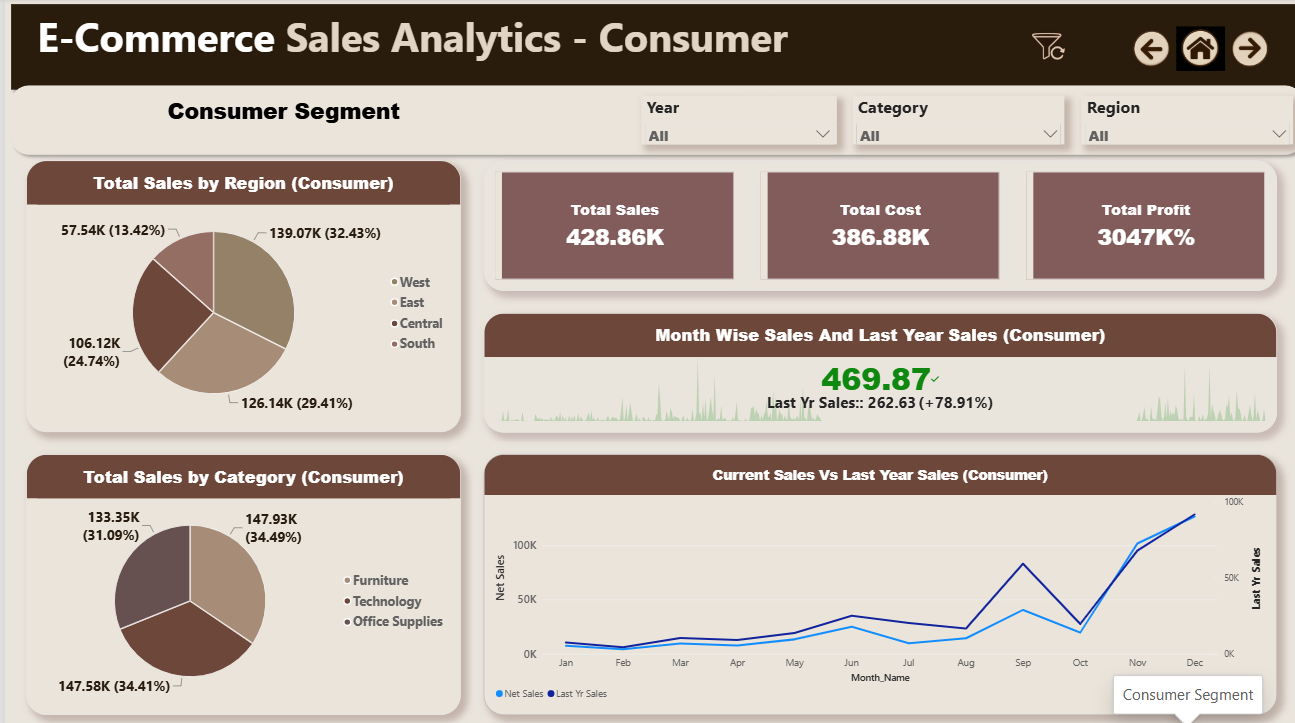 E-Commerce Sales Analytics - Consumer
Consumer Segment
Year
All
Category
All
Region
All
Total Sales by Region (Consumer)
57.54K (13.42%)
139.07K (32.43%)
106.12K
(24.74%)
126.14K (29.41%)
West
East
Central
South
Total Sales
428.86K
Total Cost
386.88K
Total Profit
3047K%
Month Wise Sales And Last Year Sales (Consumer)
469.87
Last Yr Sales:: 262.63 (+78.91%)
Total Sales by Category (Consumer)
133.35K
(31.09%)
147.93K
(34.49%)
147.58K (34.41%)
Furniture
Technology
Office Supplies
Current Sales Vs Last Year Sales (Consumer)
Net Sales
100K
50K
0K
100K
50K
0K
Last Yr Sales
Jan Feb Mar Apr May Jun Jul Aug Sep Oct Nov Dec
Month_Name
Net Sales Last Yr Sales
Consumer Segment